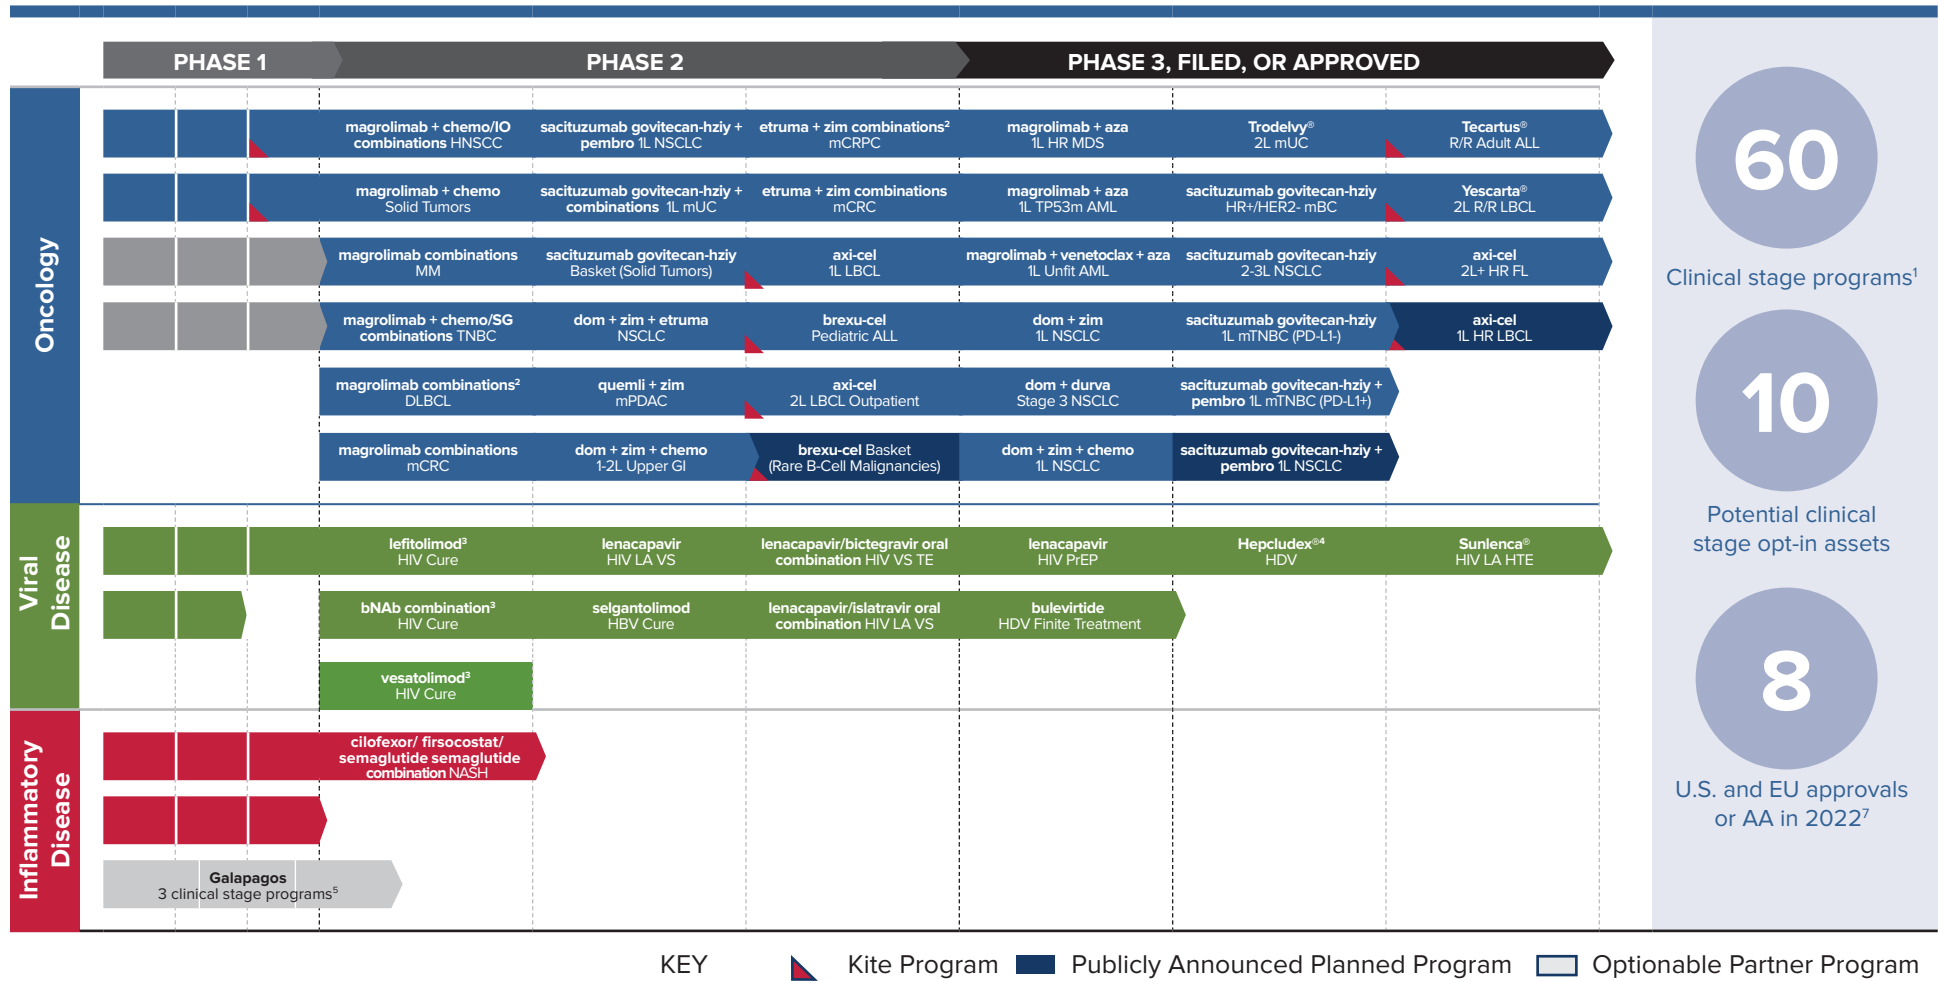 PHASE 1
PHASE 2
PHASE 3, FILED, OR APPROVED
Oncology
magrolimab + chemo/IO
combinations HNSCC
sacituzumab govitecan-hziy +
pembro 1L NSCLC
etruma + zim combinations²
mCRPC
magrolimab + aza
1L HR MDS
Trodelvy®
2L mUC
Tecartus®
R/R Adult ALL
magrolimab + chemo
Solid Tumors
sacituzumab govitecan-hziy +
combinations 1L mUC
etruma + zim combinations
mCRC
magrolimab + aza
1L TP53m AML
sacituzumab govitecan-hziy
HR+/HER2- mBC
Yescarta®
2L R/R LBCL
magrolimab combinations
MM
sacituzumab govitecan-hziy
Basket (Solid Tumors)
axi-cel
1L LBCL
magrolimab + venetoclax + aza
1L Unfit AML
sacituzumab govitecan-hziy
2-3L NSCLC
axi-cel
2L+ HR FL
magrolimab + chemo/SG
combinations TNBC
dom + zim + etruma
NSCLC
brexu-cel
Pediatric ALL
dom + zim
1L NSCLC
sacituzumab govitecan-hziy
1L mTNBC (PD-L1-)
axi-cel
1L HR LBCL
magrolimab combinations²
DLBCL
quemli + zim
mPDAC
axi-cel
2L LBCL Outpatient
dom + durva
Stage 3 NSCLC
sacituzumab govitecan-hziy +
pembro 1L mTNBC (PD-L1+)
magrolimab combinations
mCRC
dom + zim + chemo
1-2L Upper GI
brexu-cel Basket
(Rare B-Cell Malignancies)
dom + zim + chemo
1L NSCLC
sacituzumab govitecan-hziy +
pembro 1L NSCLC
Viral
Disease
lefitolimod³
HIV Cure
lenacapavir
HIV LA VS
lenacapavir/bictegravir oral
combination HIV VS TE
lenacapavir
HIV PrEP
Hepcludex®⁴
HDV
Sunlenca®
HIV LA HTE
bNAb combination³
HIV Cure
selgantolimod
HBV Cure
lenacapavir/islatravir oral
combination HIV LA VS
bulevirtide
HDV Finite Treatment
vesatolimod³
HIV Cure
Inflammatory
Disease
cilofexor/ firsocostat/
semaglutide semaglutide
combination NASH
Galapagos
3 clinical stage programs⁵
60
Clinical stage programs¹
10
Potential clinical
stage opt-in assets
8
U.S. and EU approvals
or AA in 2022⁷
KEY
Kite Program
Publicly Announced Planned Program
Optionable Partner Program